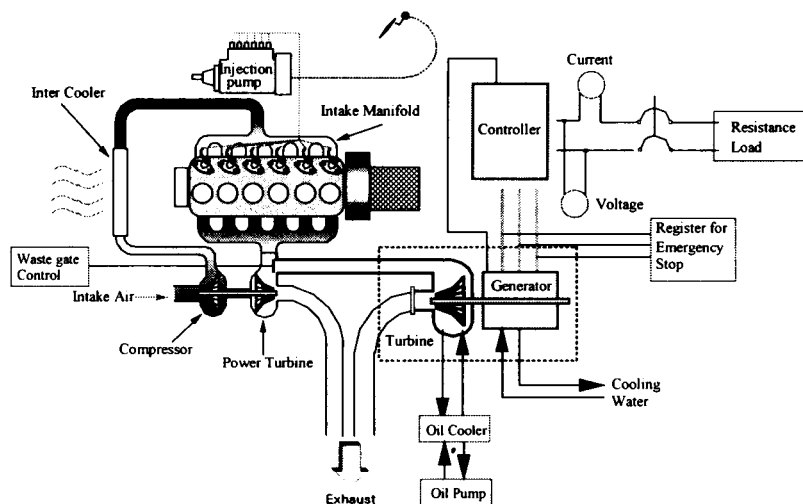 Injection
pump
Current
Inter Cooler
Intake Manifold
Controller
Resistance
Load
Voltage
Register for
Emergency
Stop
Waste gate
Control
Generator
Intake Air
Turbine
Compressor
Power Turbine
Cooling
Water
Oil Cooler
Oil Pump
Exhaust